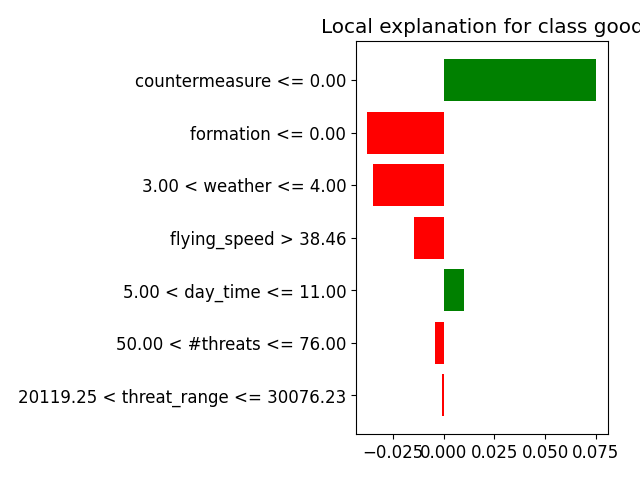 Local explanation for class good
countermeasure <= 0.00
formation <= 0.00
3.00 < weather <= 4.00
flying_speed > 38.46
5.00 < day_time <= 11.00
50.00 < #threats <= 76.00
20119.25 < threat_range <= 30076.23
−0.025 0.000 0.025 0.050 0.075